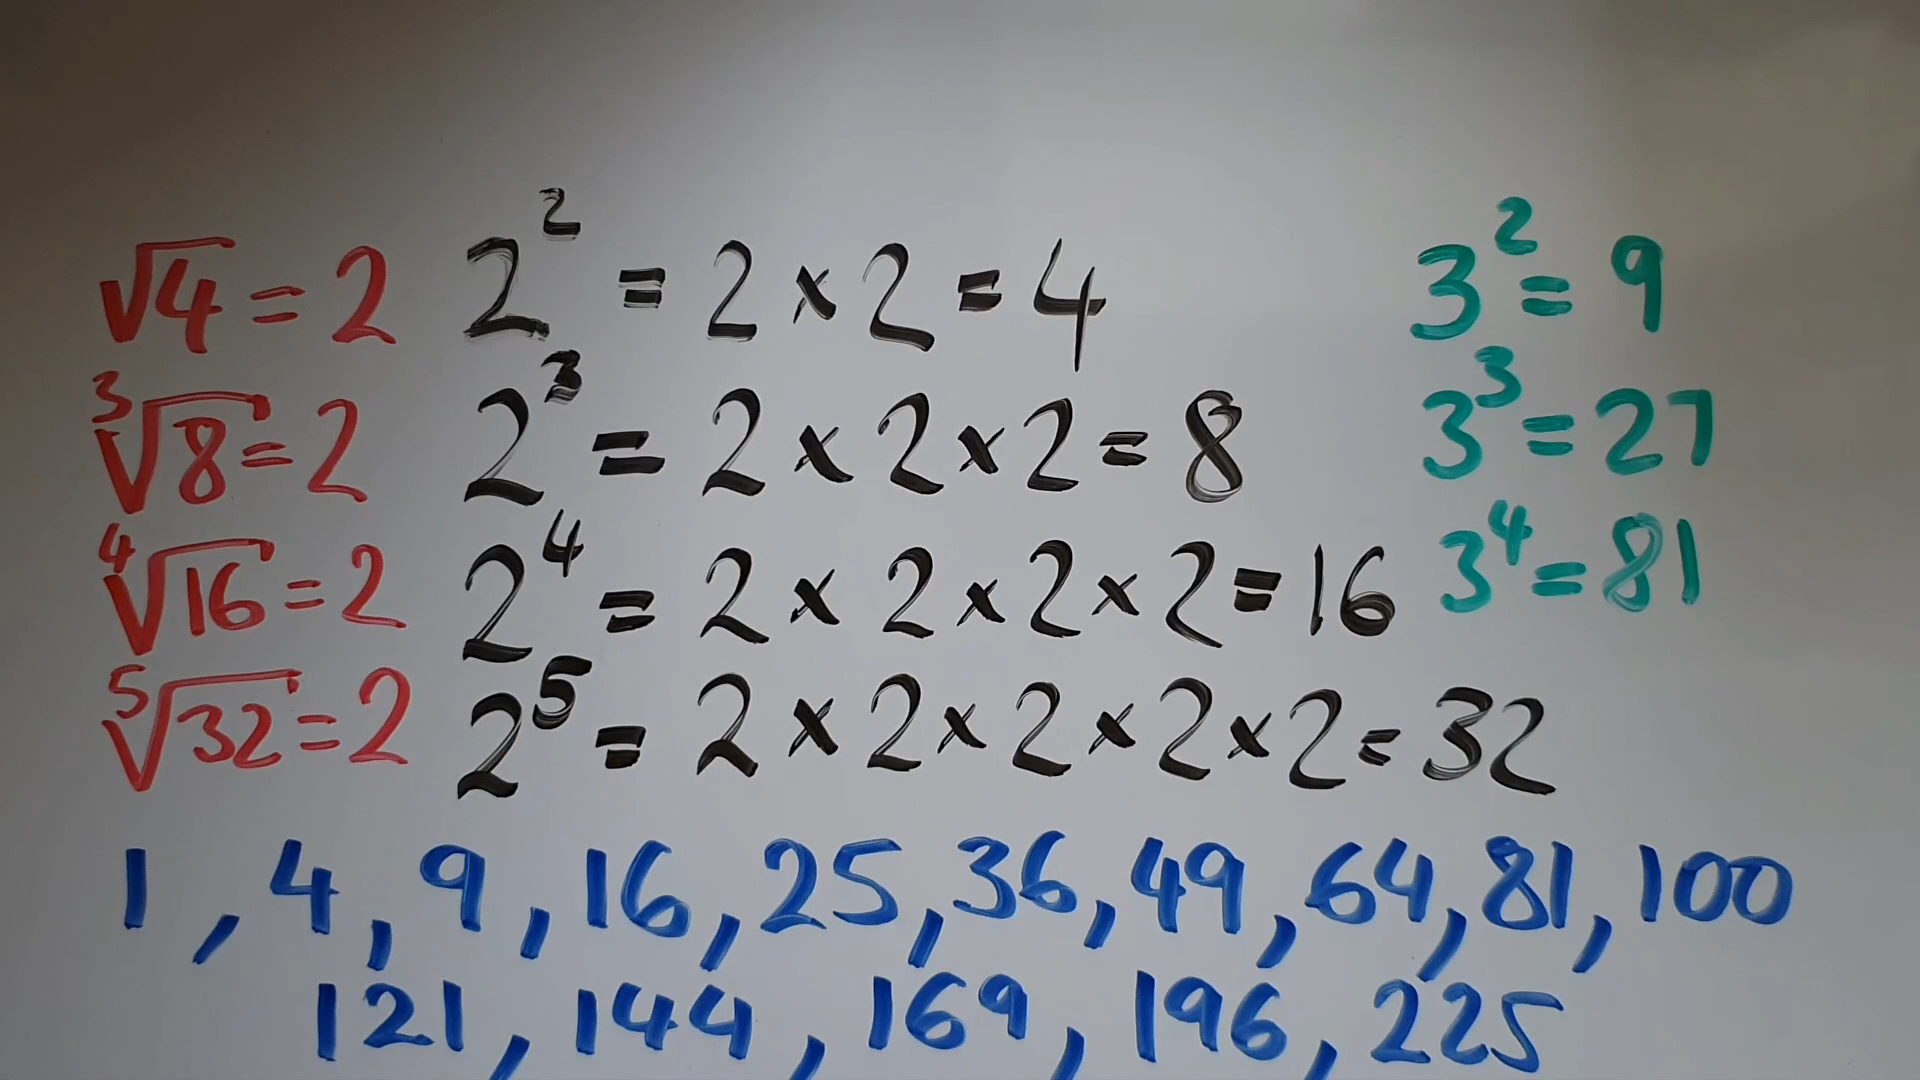 √4 = 2 2² = 2 × 2 = 4 3² = 9
³√8 = 2 2³ = 2 × 2 × 2 = 8 3³ = 27
⁴√16 = 2 2⁴ = 2 × 2 × 2 × 2 = 16 3⁴ = 81
⁵√32 = 2 2⁵ = 2 × 2 × 2 × 2 × 2 = 32
1, 4, 9, 16, 25, 36, 49, 64, 81, 100
121, 144, 169, 196, 225